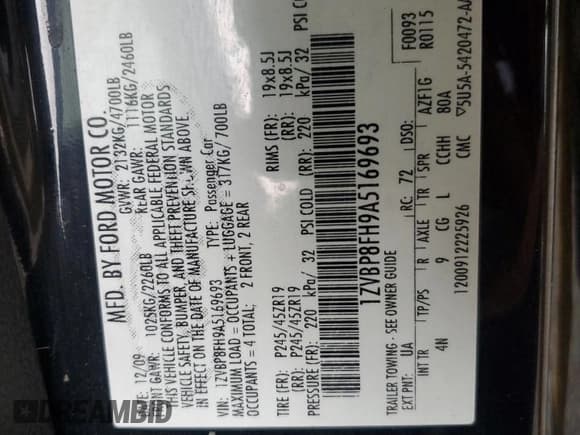 MFD. BY FORD MOTOR CO.
DATE: 12/09 GVWR: 2132KG/4700LB
FRONT GAWR: REAR GAWR:
1025KG/2260LB 1116KG/2460LB
THIS VEHICLE CONFORMS TO ALL APPLICABLE FEDERAL MOTOR
VEHICLE SAFETY, BUMPER, AND THEFT PREVENTION STANDARDS
IN EFFECT ON THE DATE OF MANUFACTURE SHOWN ABOVE.
VIN: 1ZVBP8FH9A5169693 TYPE: Passenger Car
MAXIMUM LOAD = OCCUPANTS + LUGGAGE = 317KG/ 700LB
OCCUPANTS = 4 TOTAL; 2 FRONT, 2 REAR
TIRE (FR): P245/45ZR19 RIMS (FR): 19x8.5J
(RR): P245/45ZR19 (RR): 19x8.5J
PRESSURES (FR): 220 kPa/ 32 PSI COLD (RR): 220 kPa/ 32 PSI COLD
1ZVBP8FH9A5169693
TRAILER TOWING - SEE OWNER GUIDE F0093
R0115
EXT PNT: UA RC: 72 DSO:
INT TR TP/PS R AXLE TR SPR AZF1G
4N 9 CG L CCHH 80A
1200912225926 CMC ▽5U5A-5420472-AA
DREAMBID